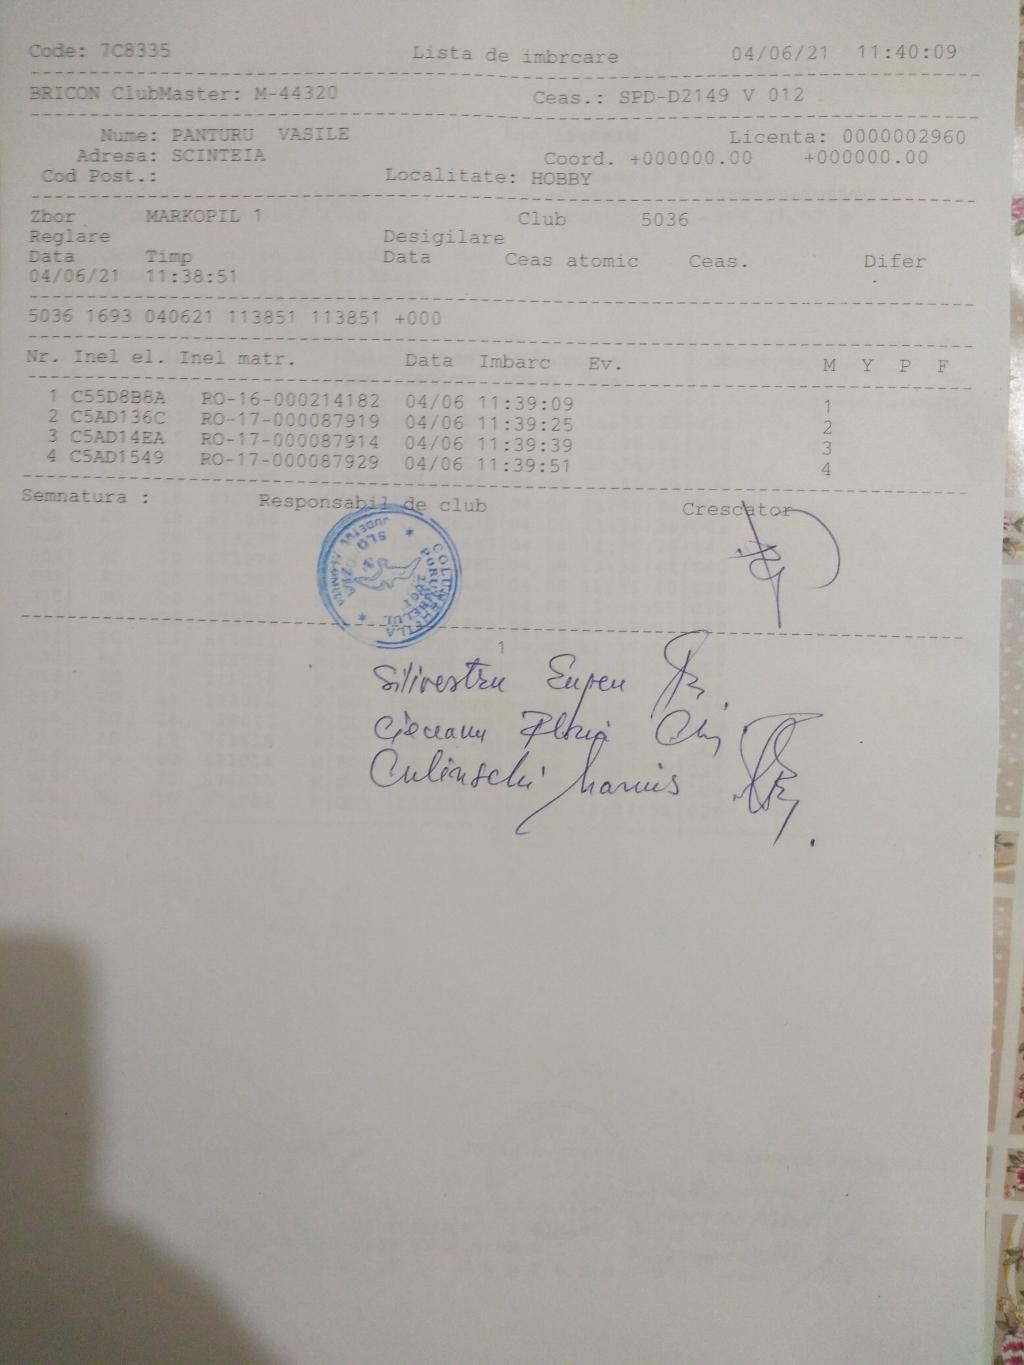 Code: 7C8335 Lista de imbrcare 04/06/21 11:40:09
BRICON ClubMaster: M-44320 Ceas.: SPD-D2149 V 012
Nume: PANTURU VASILE Licenta: 0000002960
Adresa: SCINTEIA Coord. +000000.00 +000000.00
Cod Post.: Localitate: HOBBY
Zbor MARKOPIL 1 Club 5036
Reglare Desigilare
Data Timp Data Ceas atomic Ceas. Difer
04/06/21 11:38:51
5036 1693 040621 113851 113851 +000
Nr. Inel el. Inel matr. Data Imbarc Ev. M Y P F
1 C55D8B8A RO-16-000214182 04/06 11:39:09 1
2 C5AD136C RO-17-000087919 04/06 11:39:25 2
3 C5AD14EA RO-17-000087914 04/06 11:39:39 3
4 C5AD1549 RO-17-000087929 04/06 11:39:51 4
Semnatura : Responsabil de club Crescator
JUDETUL
1
Silivestru Eugen
Culinschi Marius